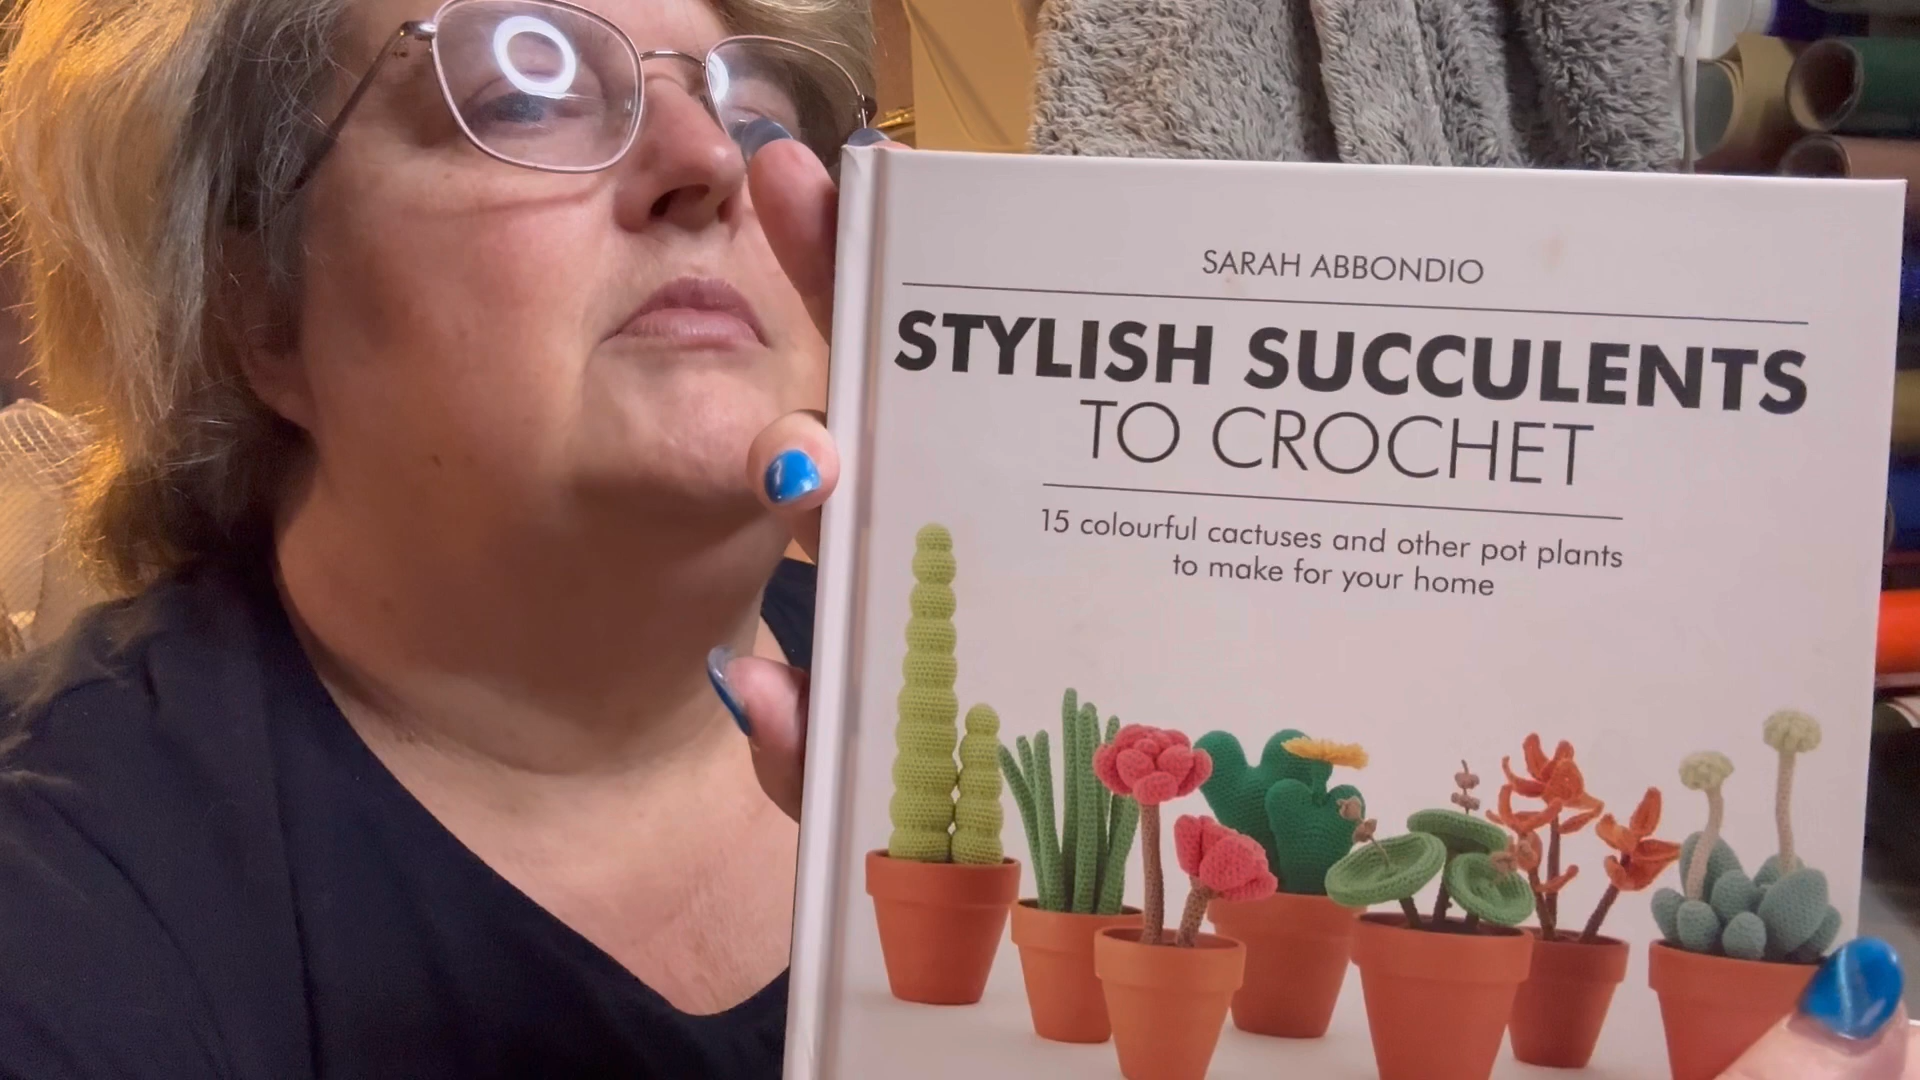 SARAH ABBONDIO
STYLISH SUCCULENTS
TO CROCHET
15 colourful cactuses and other pot plants
to make for your home